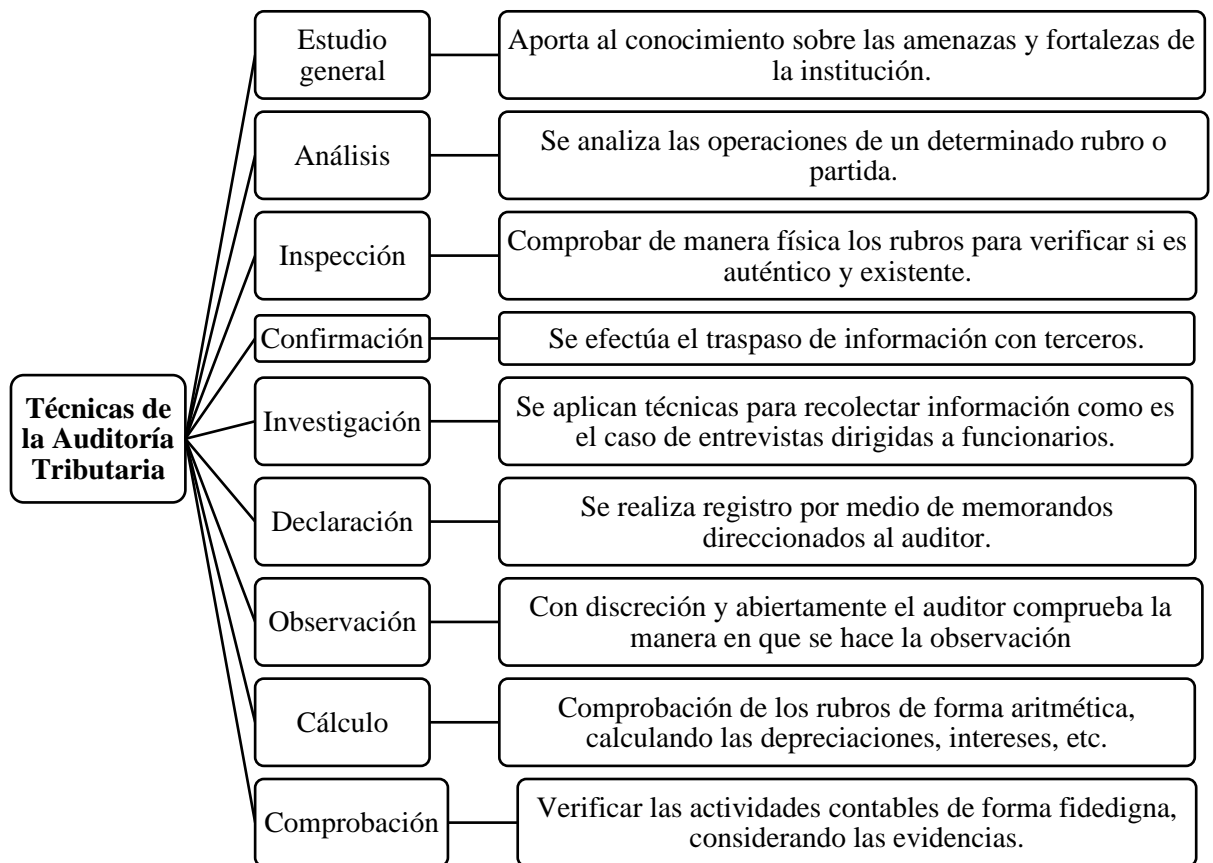 Estudio
general
Aporta al conocimiento sobre las amenazas y fortalezas de
la institución.
Análisis
Se analiza las operaciones de un determinado rubro o
partida.
Inspección
Comprobar de manera física los rubros para verificar si es
auténtico y existente.
Confirmación
Se efectúa el traspaso de información con terceros.
Técnicas de
la Auditoría
Tributaria
Investigación
Se aplican técnicas para recolectar información como es
el caso de entrevistas dirigidas a funcionarios.
Declaración
Se realiza registro por medio de memorandos
direccionados al auditor.
Observación
Con discreción y abiertamente el auditor comprueba la
manera en que se hace la observación
Cálculo
Comprobación de los rubros de forma aritmética,
calculando las depreciaciones, intereses, etc.
Comprobación
Verificar las actividades contables de forma fidedigna,
considerando las evidencias.